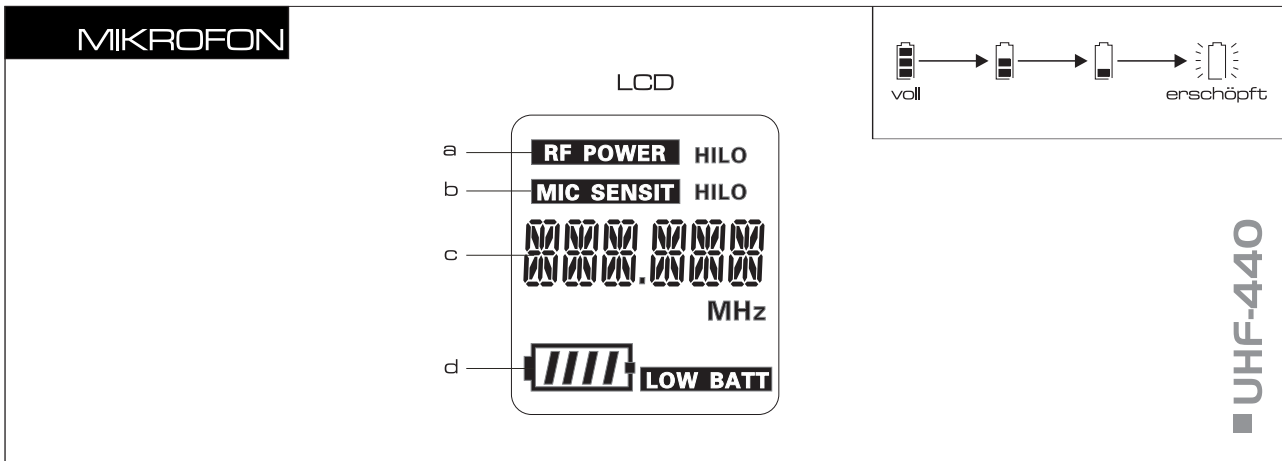 MIKROFON
voll
erschöpft
LCD
a
RF POWER HILO
b
MIC SENSIT HILO
c
MHz
d
LOW BATT
UHF-440